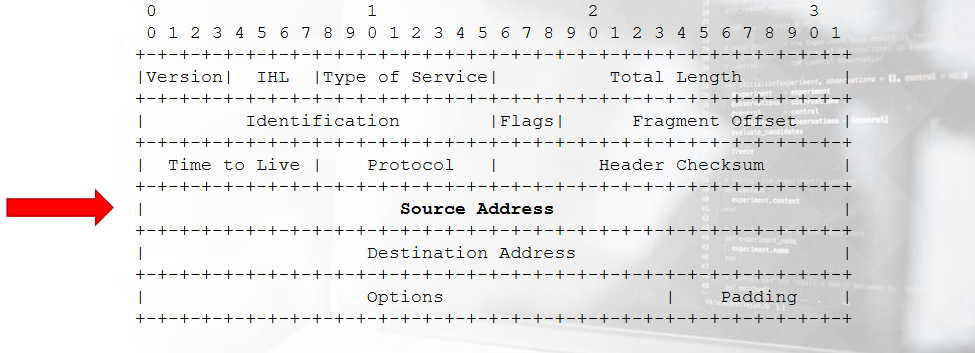 0 1 2 3
0 1 2 3 4 5 6 7 8 9 0 1 2 3 4 5 6 7 8 9 0 1 2 3 4 5 6 7 8 9 0 1
+-+-+-+-+-+-+-+-+-+-+-+-+-+-+-+-+-+-+-+-+-+-+-+-+-+-+-+-+-+-+-+-+
|Version| IHL |Type of Service| Total Length |
+-+-+-+-+-+-+-+-+-+-+-+-+-+-+-+-+-+-+-+-+-+-+-+-+-+-+-+-+-+-+-+-+
| Identification |Flags| Fragment Offset |
+-+-+-+-+-+-+-+-+-+-+-+-+-+-+-+-+-+-+-+-+-+-+-+-+-+-+-+-+-+-+-+-+
| Time to Live | Protocol | Header Checksum |
+-+-+-+-+-+-+-+-+-+-+-+-+-+-+-+-+-+-+-+-+-+-+-+-+-+-+-+-+-+-+-+-+
| Source Address |
+-+-+-+-+-+-+-+-+-+-+-+-+-+-+-+-+-+-+-+-+-+-+-+-+-+-+-+-+-+-+-+-+
| Destination Address |
+-+-+-+-+-+-+-+-+-+-+-+-+-+-+-+-+-+-+-+-+-+-+-+-+-+-+-+-+-+-+-+-+
| Options | Padding |
+-+-+-+-+-+-+-+-+-+-+-+-+-+-+-+-+-+-+-+-+-+-+-+-+-+-+-+-+-+-+-+-+